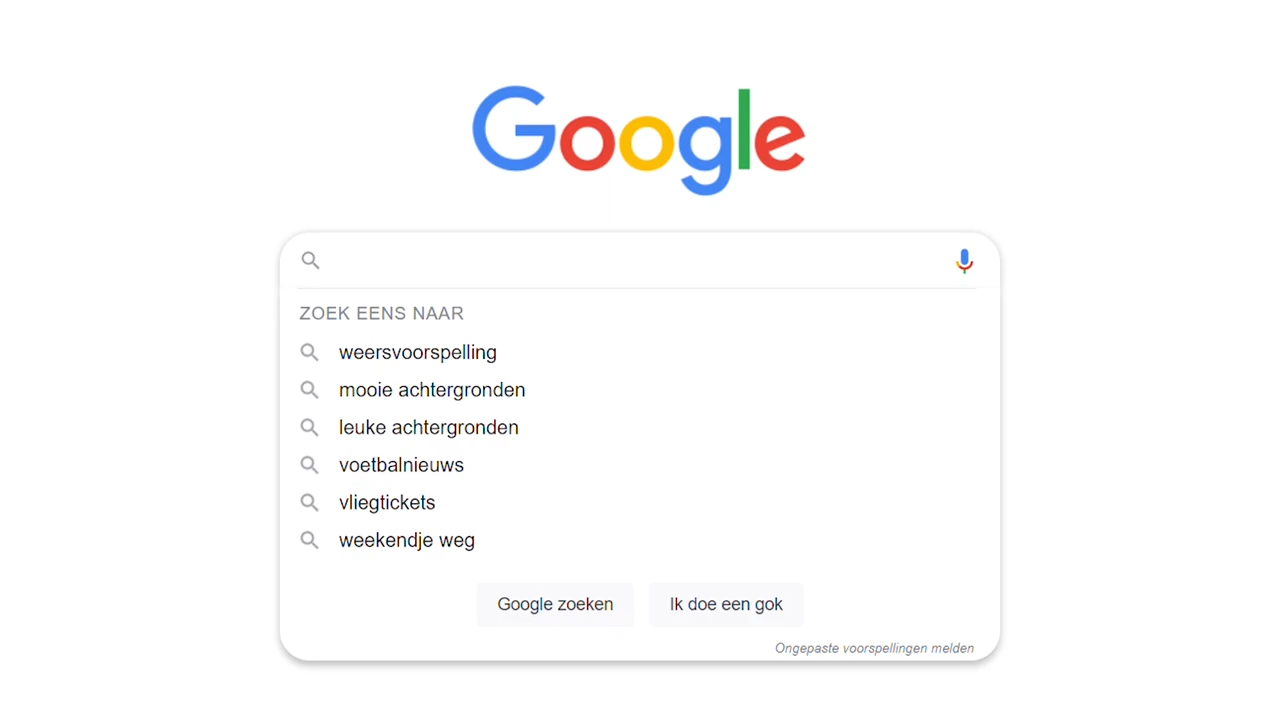 Google
ZOEK EENS NAAR
weersvoorspelling
mooie achtergronden
leuke achtergronden
voetbalnieuws
vliegtickets
weekendje weg
Google zoeken
Ik doe een gok
Ongepaste voorspellingen melden